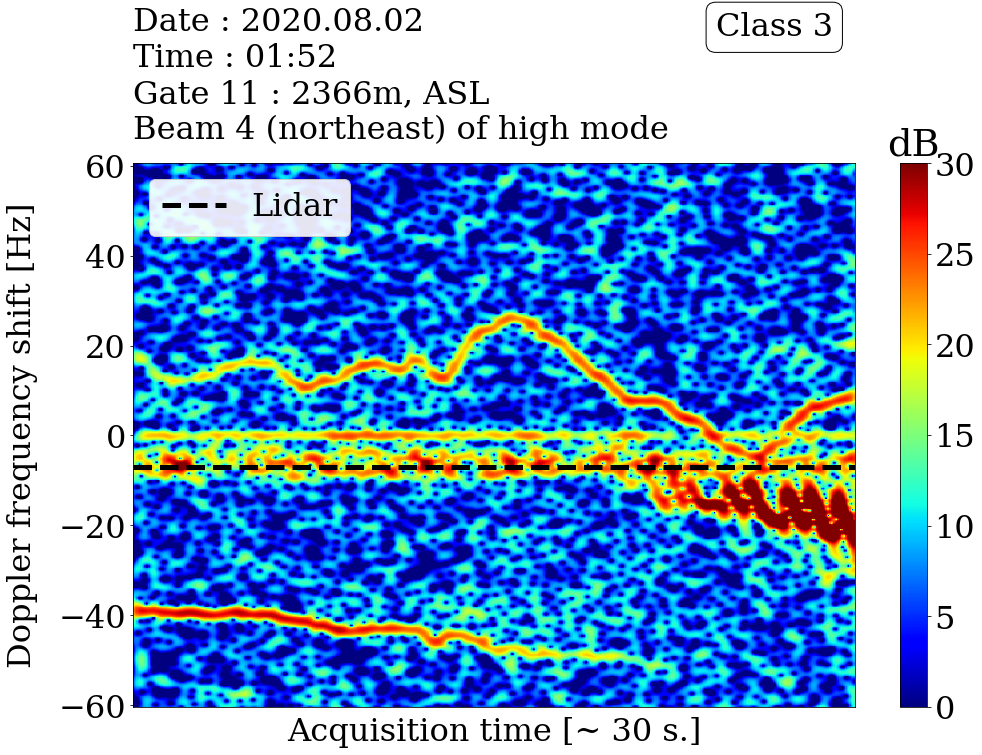 Date : 2020.08.02
Time : 01:52
Gate 11 : 2366m, ASL
Beam 4 (northeast) of high mode
Class 3
dB
Lidar
Doppler frequency shift [Hz]
60
40
20
0
−20
−40
−60
30
25
20
15
10
5
0
Acquisition time [~ 30 s.]